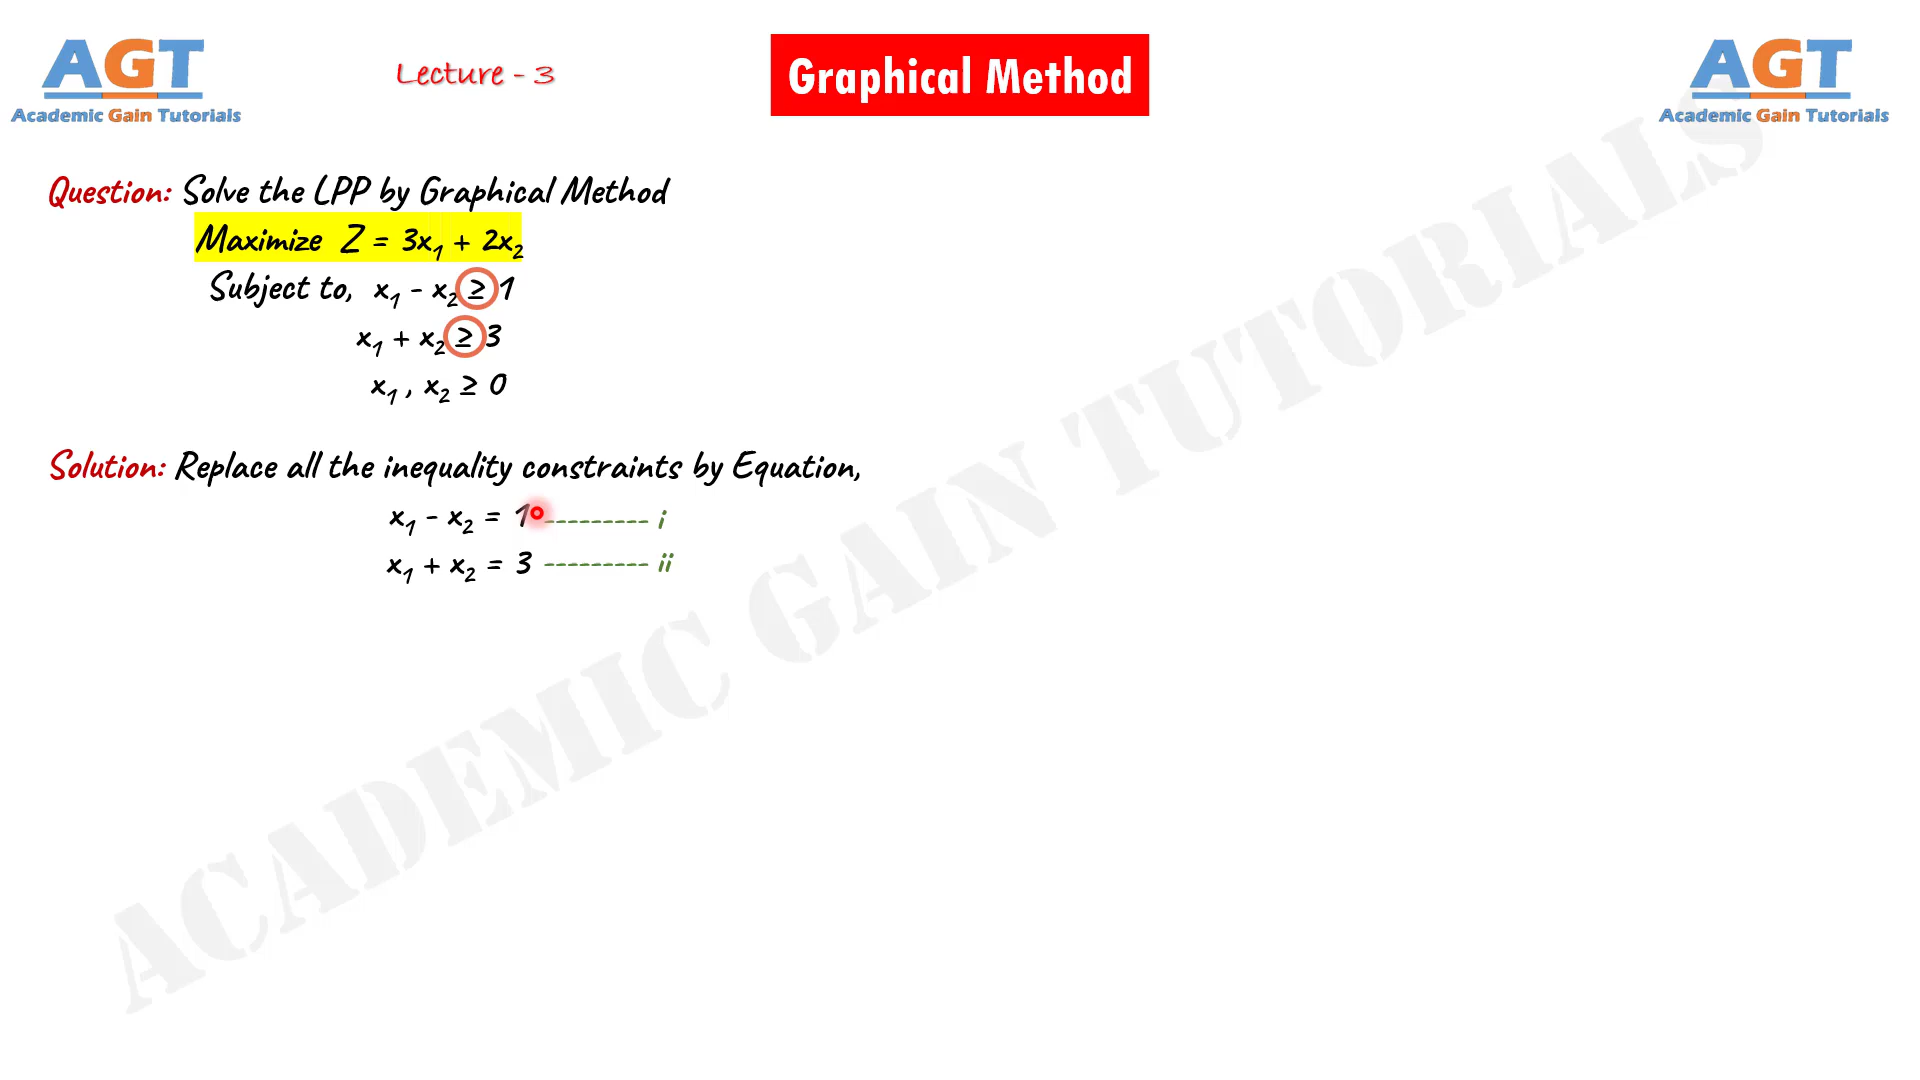 AGT
Academic Gain Tutorials
Lecture - 3
Graphical Method
AGT
Academic Gain Tutorials
Question: Solve the LPP by Graphical Method
Maximize Z = 3x₁ + 2x₂
Subject to, x₁ - x₂ ≥ 1
x₁ + x₂ ≥ 3
x₁ , x₂ ≥ 0
Solution: Replace all the inequality constraints by Equation,
x₁ - x₂ = 1 --------- i
x₁ + x₂ = 3 --------- ii
ACADEMIC GAIN TUTORIALS